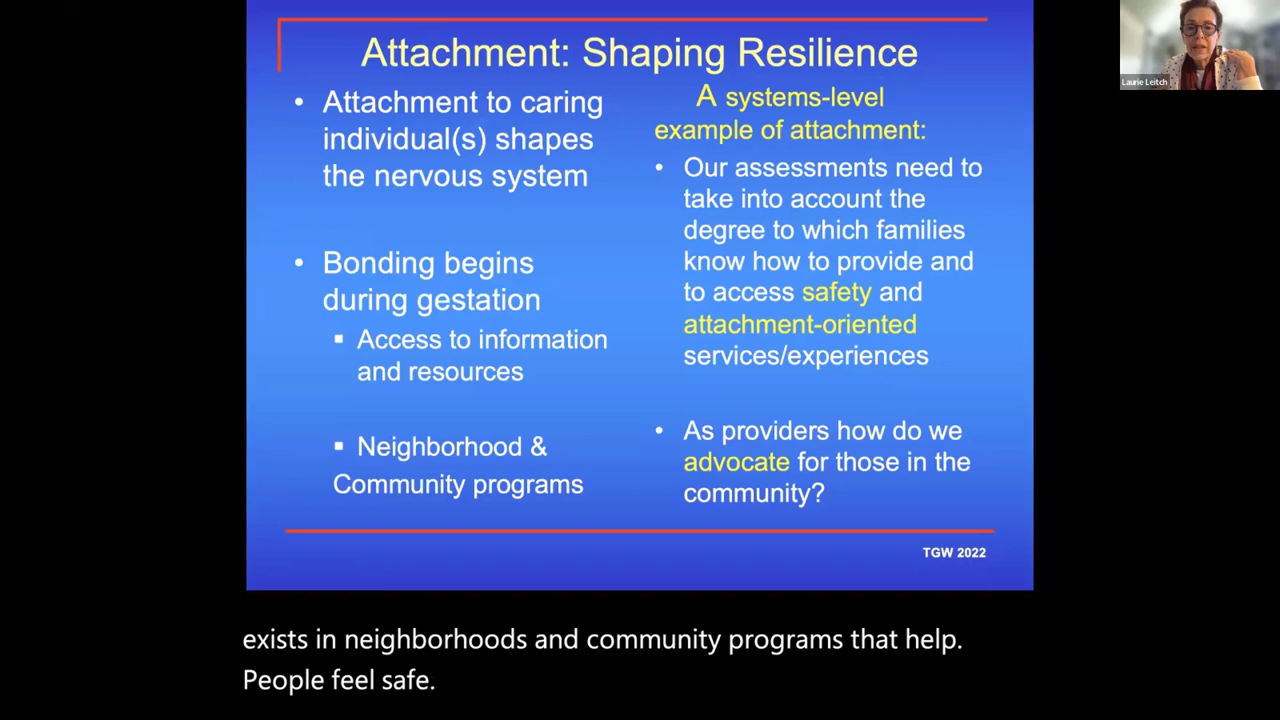 Attachment: Shaping Resilience
• Attachment to caring
individual(s) shapes
the nervous system
• Bonding begins
during gestation
▪ Access to information
and resources
▪ Neighborhood &
Community programs
A systems-level
example of attachment:
• Our assessments need to
take into account the
degree to which families
know how to provide and
to access safety and
attachment-oriented
services/experiences
• As providers how do we
advocate for those in the
community?
TGW 2022
Laurie Leitch
exists in neighborhoods and community programs that help.
People feel safe.